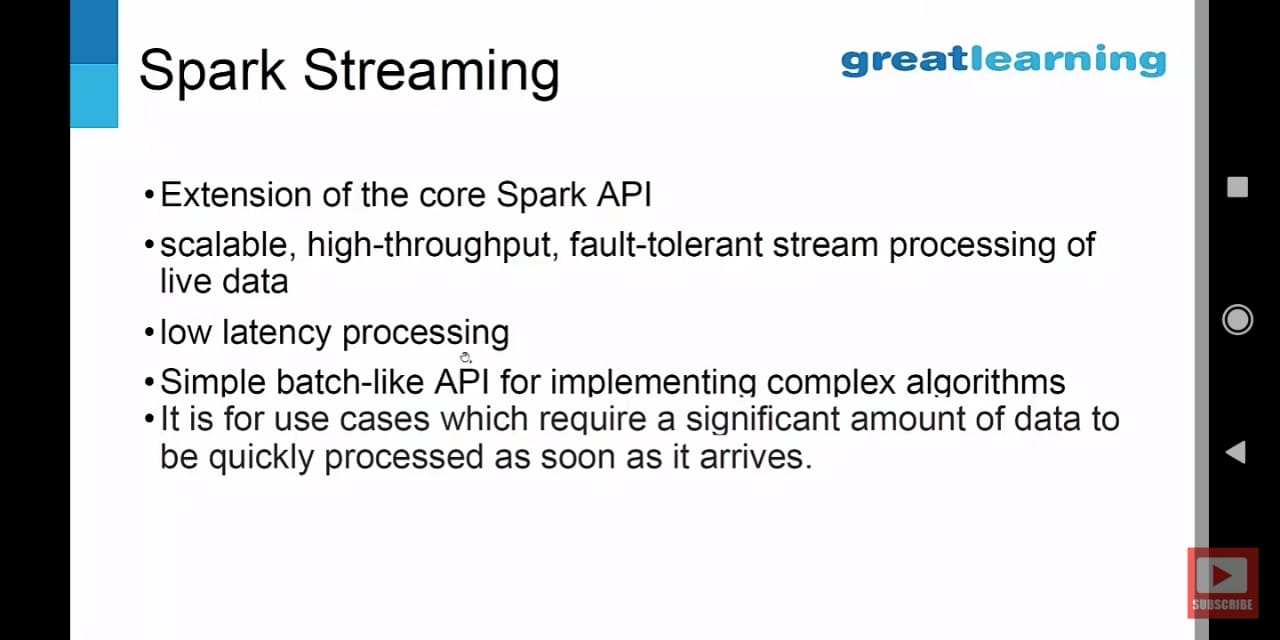 Spark Streaming
greatlearning
•Extension of the core Spark API
•scalable, high-throughput, fault-tolerant stream processing of
live data
•low latency processing
•Simple batch-like API for implementing complex algorithms
•It is for use cases which require a significant amount of data to
be quickly processed as soon as it arrives.
SUBSCRIBE